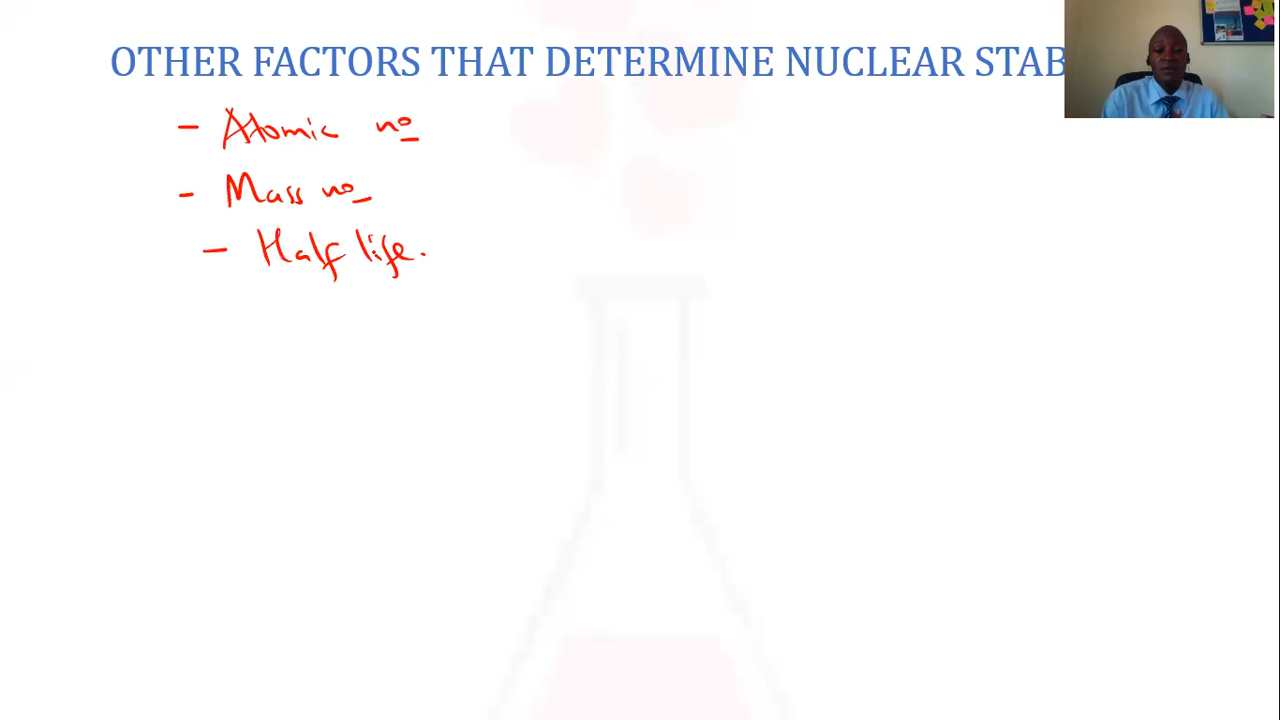 OTHER FACTORS THAT DETERMINE NUCLEAR STAB
- Atomic no
- Mass no
- Half life.